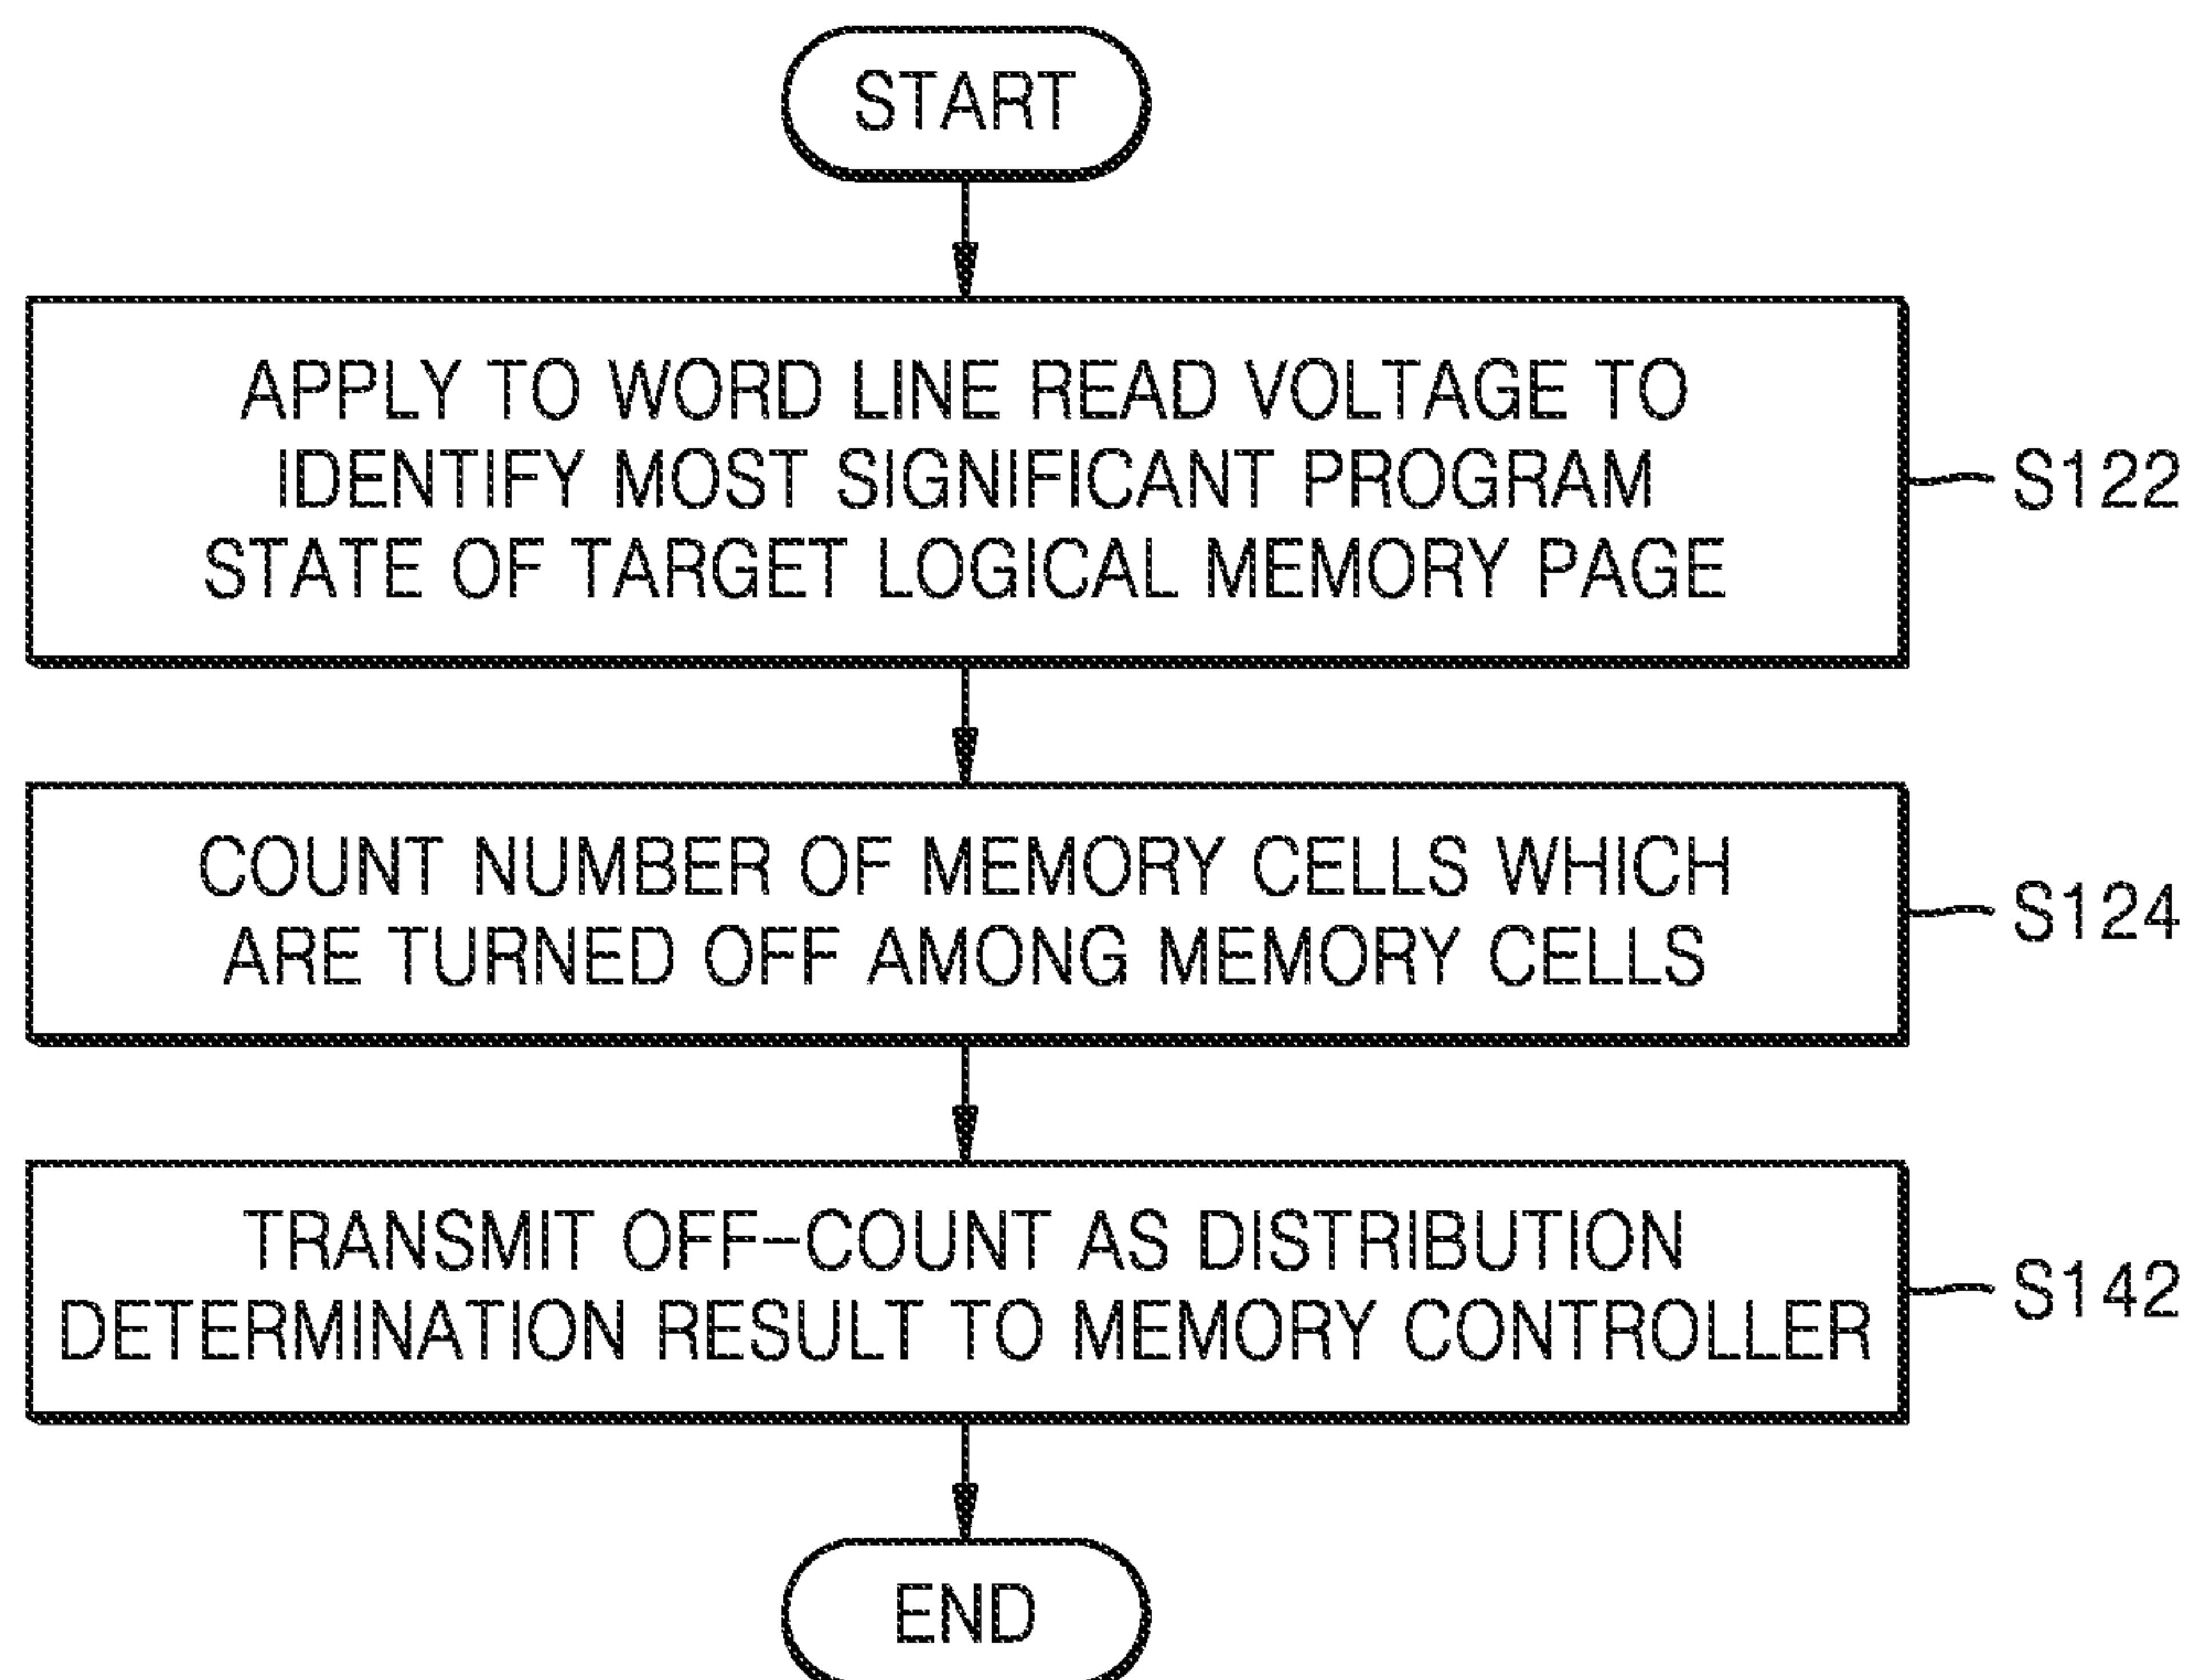 START
APPLY TO WORD LINE READ VOLTAGE TO
IDENTIFY MOST SIGNIFICANT PROGRAM
STATE OF TARGET LOGICAL MEMORY PAGE
S122
COUNT NUMBER OF MEMORY CELLS WHICH
ARE TURNED OFF AMONG MEMORY CELLS
S124
TRANSMIT OFF-COUNT AS DISTRIBUTION
DETERMINATION RESULT TO MEMORY CONTROLLER
S142
END